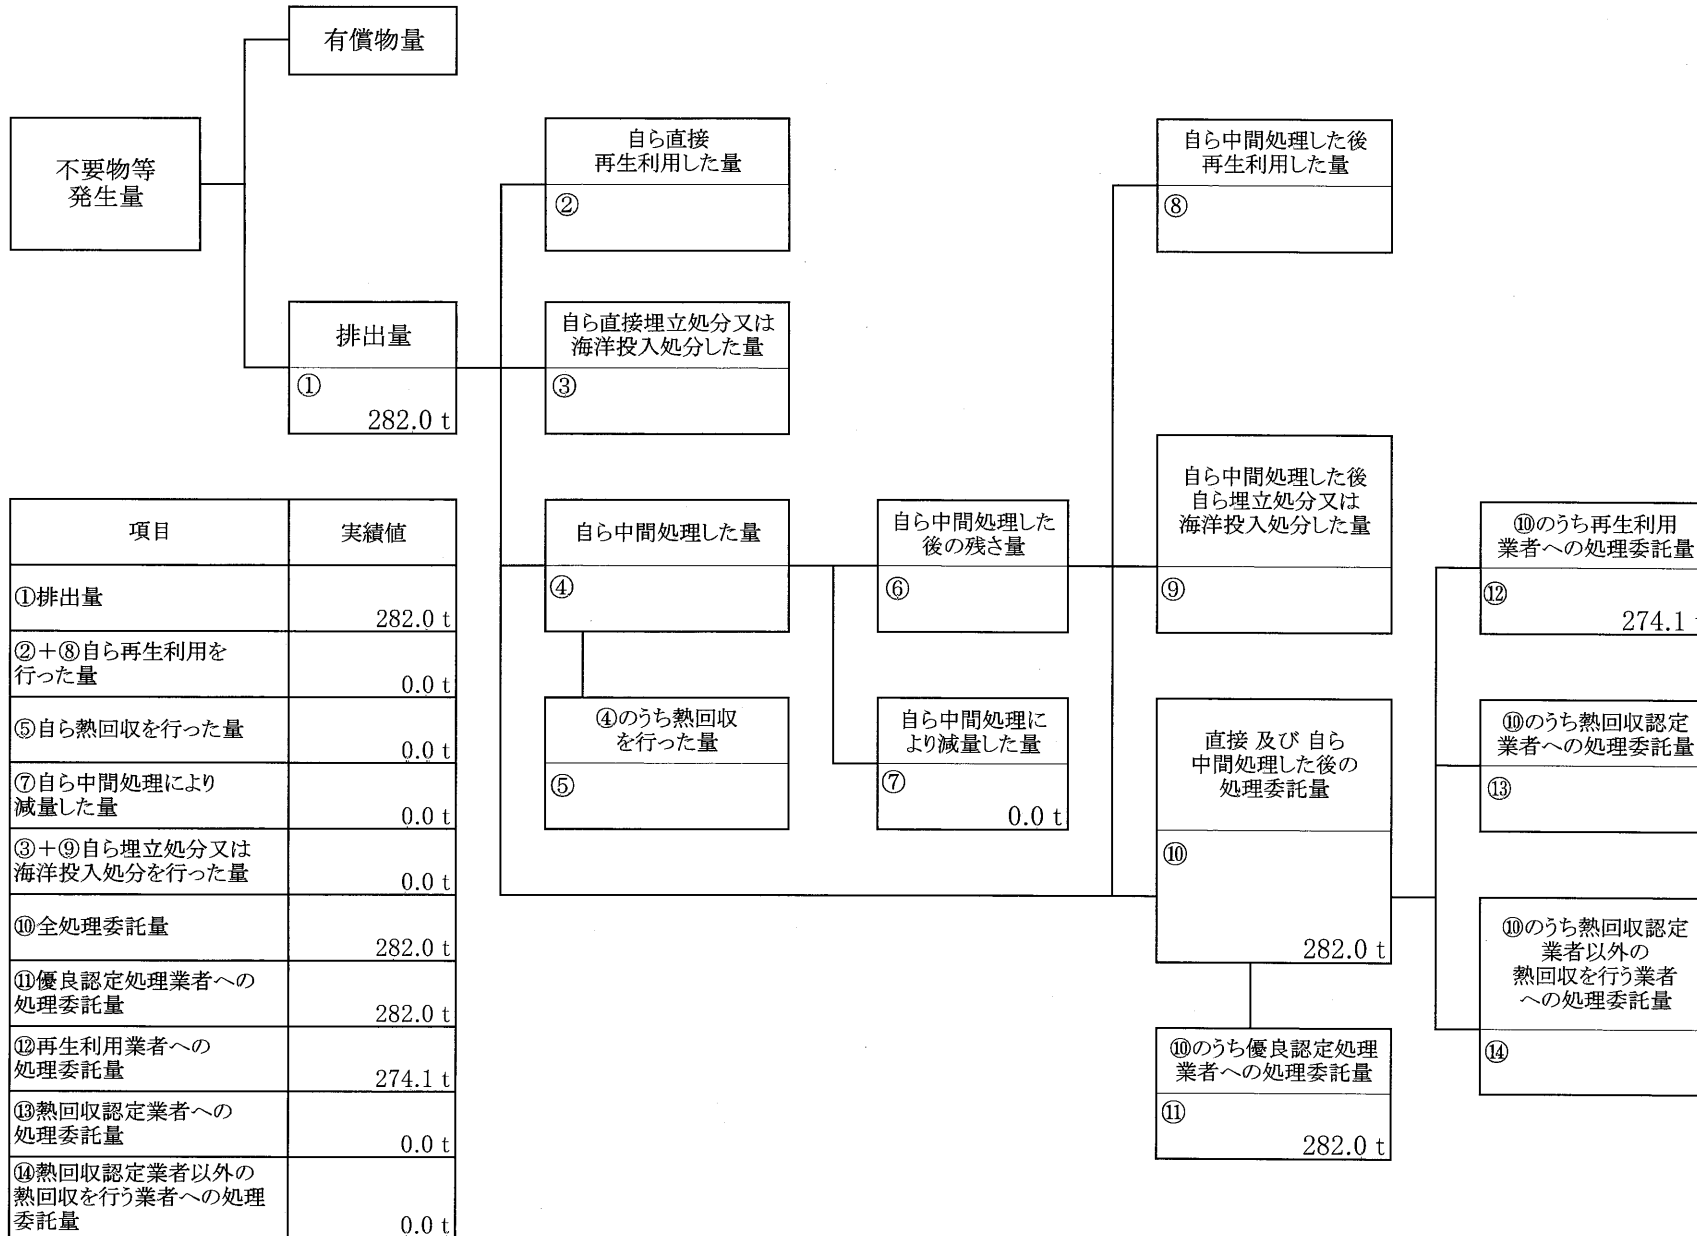 有償物量
不要物等
発生量
自ら直接
再生利用した量
②
自ら中間処理した後
再生利用した量
⑧
排出量
①
282.0 t
自ら直接埋立処分又は
海洋投入処分した量
③
自ら中間処理した量
④
自ら中間処理した
後の残さ量
⑥
自ら中間処理した後
自ら埋立処分又は
海洋投入処分した量
⑨
⑩のうち再生利用
業者への処理委託量
⑫
274.1 t
④のうち熱回収
を行った量
⑤
自ら中間処理に
より減量した量
⑦
0.0 t
直接 及び 自ら
中間処理した後の
処理委託量
⑩
282.0 t
⑩のうち熱回収認定
業者への処理委託量
⑬
⑩のうち熱回収認定
業者以外の
熱回収を行う業者
への処理委託量
⑭
⑩のうち優良認定処理
業者への処理委託量
⑪
282.0 t
項目 実績値
①排出量
282.0 t
②+⑧自ら再生利用を
行った量
0.0 t
⑤自ら熱回収を行った量
0.0 t
⑦自ら中間処理により
減量した量
0.0 t
③+⑨自ら埋立処分又は
海洋投入処分を行った量
0.0 t
⑩全処理委託量
282.0 t
⑪優良認定処理業者への
処理委託量
282.0 t
⑫再生利用業者への
処理委託量
274.1 t
⑬熱回収認定業者への
処理委託量
0.0 t
⑭熱回収認定業者以外の
熱回収を行う業者への処理
委託量
0.0 t